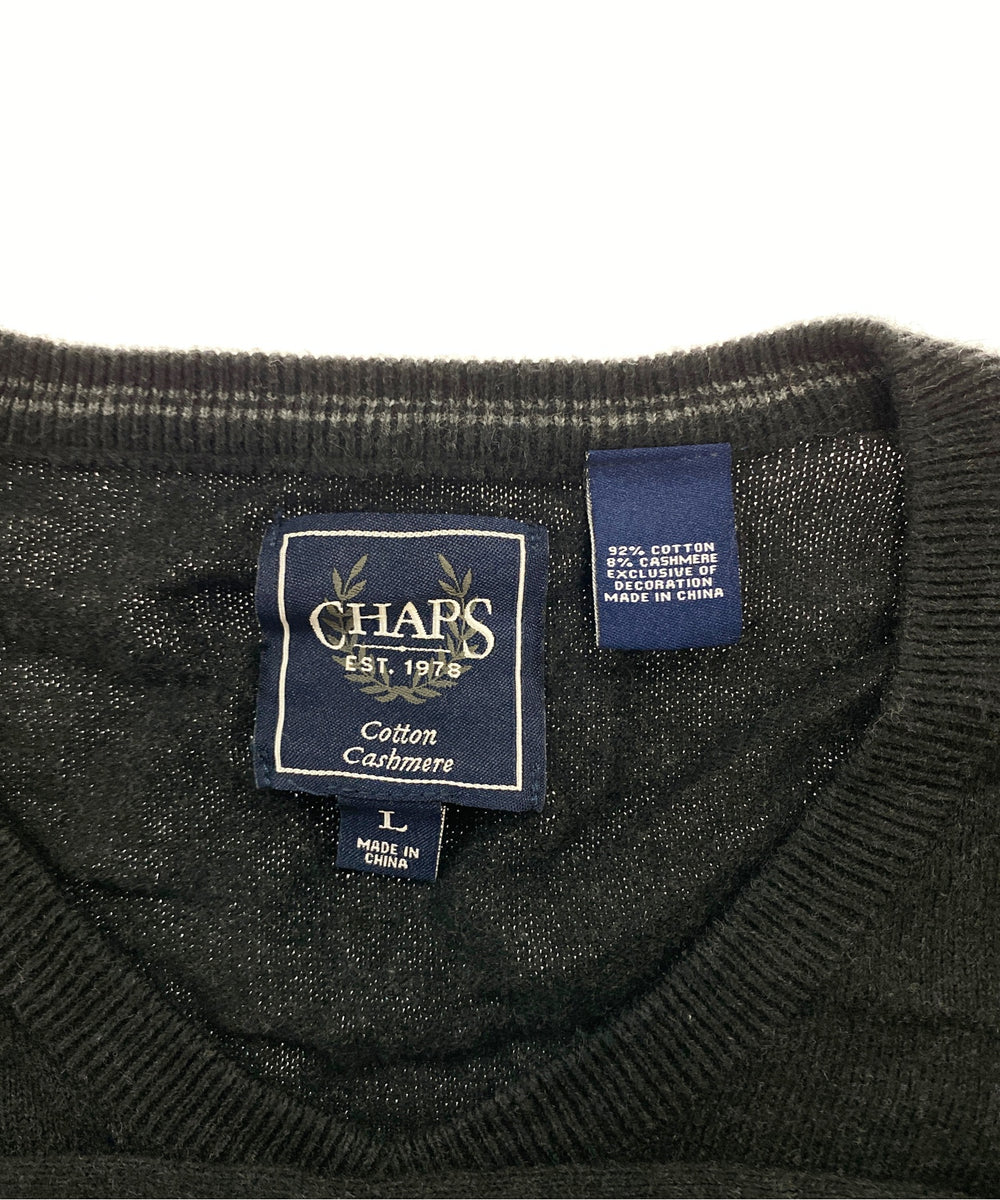 CHAPS
EST. 1978
Cotton
Cashmere
L
MADE IN
CHINA
92% COTTON
8% CASHMERE
EXCLUSIVE OF
DECORATION
MADE IN CHINA